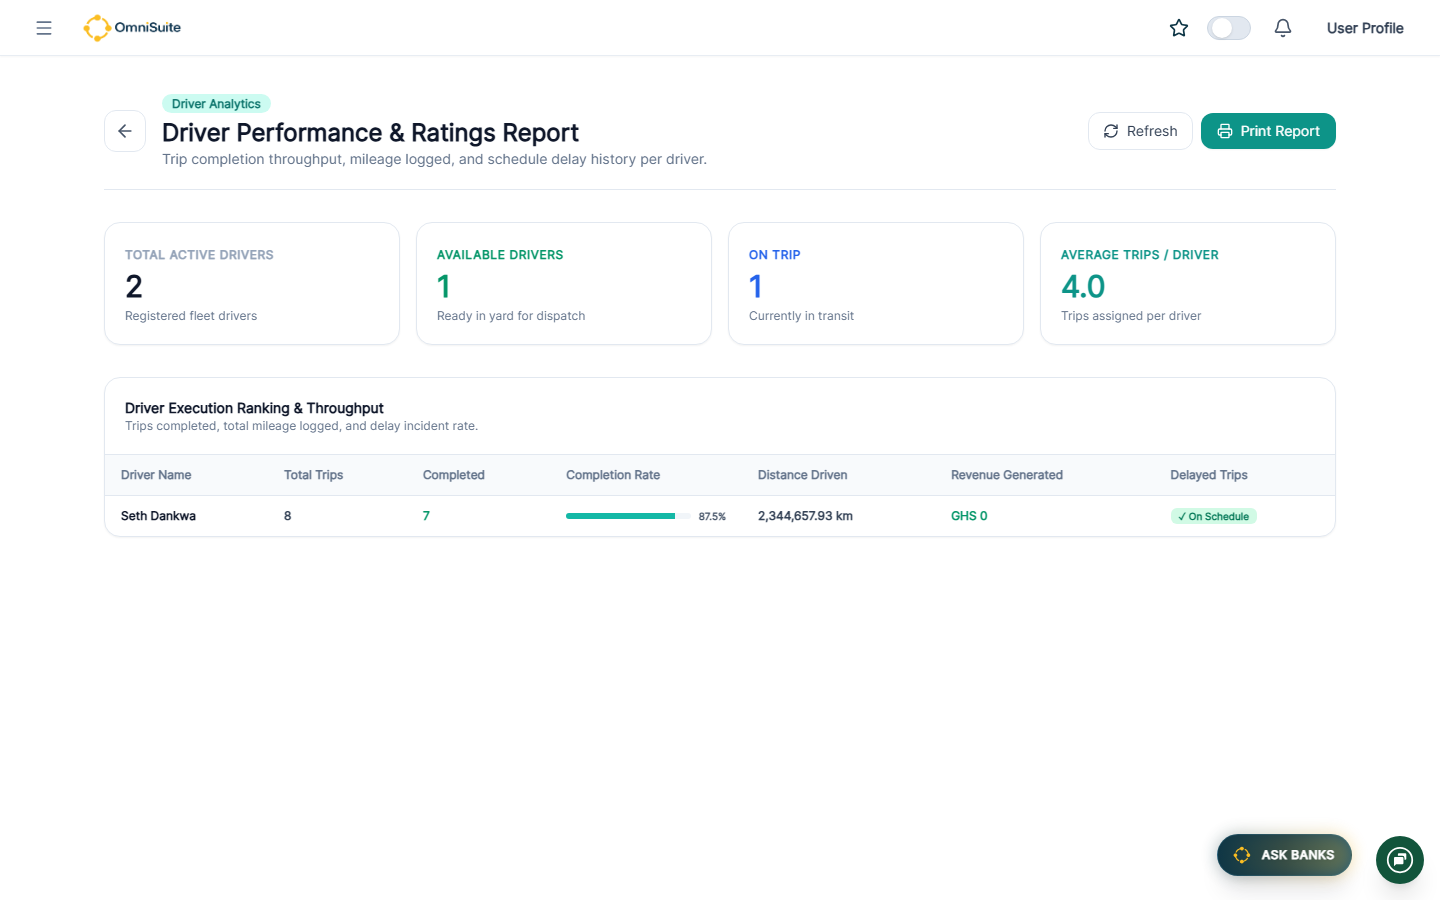 OmniSuite
User Profile
Driver Analytics
Driver Performance & Ratings Report
Trip completion throughput, mileage logged, and schedule delay history per driver.
Refresh
Print Report
TOTAL ACTIVE DRIVERS
2
Registered fleet drivers
AVAILABLE DRIVERS
1
Ready in yard for dispatch
ON TRIP
1
Currently in transit
AVERAGE TRIPS / DRIVER
4.0
Trips assigned per driver
Driver Execution Ranking & Throughput
Trips completed, total mileage logged, and delay incident rate.
Driver Name Total Trips Completed Completion Rate Distance Driven Revenue Generated Delayed Trips
Seth Dankwa 8 7 87.5% 2,344,657.93 km GHS 0 ✓ On Schedule
ASK BANKS